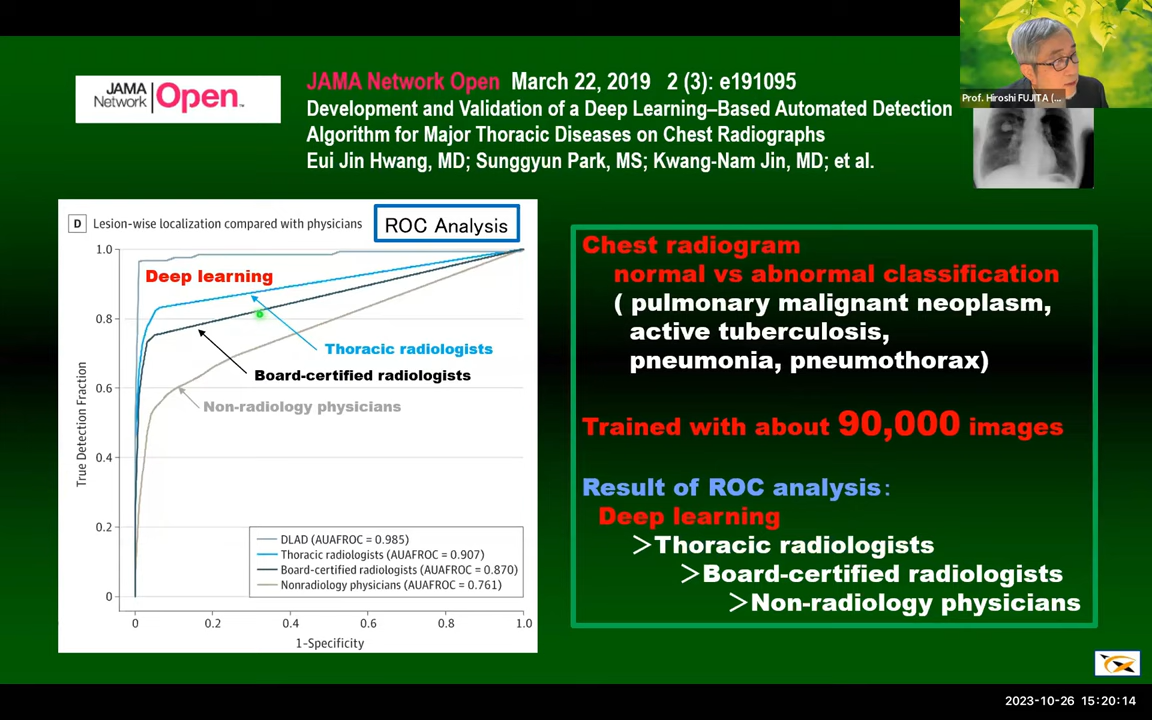 JAMA
Network | Open™
JAMA Network Open March 22, 2019 2 (3): e191095
Development and Validation of a Deep Learning–Based Automated Detection
Algorithm for Major Thoracic Diseases on Chest Radiographs
Eui Jin Hwang, MD; Sunggyun Park, MS; Kwang-Nam Jin, MD; et al.
Prof. Hiroshi FUJITA (...
D Lesion-wise localization compared with physicians
ROC Analysis
1.0
0.8
0.6
0.4
0.2
0
True Detection Fraction
Deep learning
Thoracic radiologists
Board-certified radiologists
Non-radiology physicians
DLAD (AUAFROC = 0.985)
Thoracic radiologists (AUAFROC = 0.907)
Board-certified radiologists (AUAFROC = 0.870)
Nonradiology physicians (AUAFROC = 0.761)
0 0.2 0.4 0.6 0.8 1.0
1-Specificity
Chest radiogram
normal vs abnormal classification
( pulmonary malignant neoplasm,
active tuberculosis,
pneumonia, pneumothorax)
Trained with about 90,000 images
Result of ROC analysis:
Deep learning
>Thoracic radiologists
>Board-certified radiologists
>Non-radiology physicians
2023-10-26 15:20:14